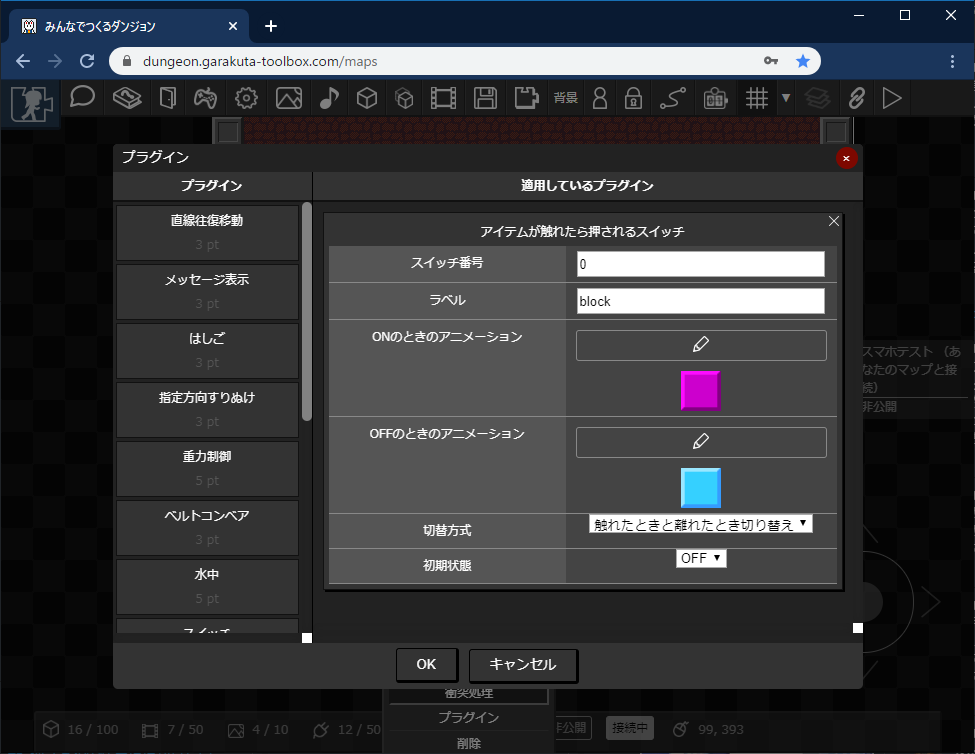 みんなでつくるダンジョン
dungeon.garakuta-toolbox.com/maps
背景
プラグイン
プラグイン
適用しているプラグイン
直線往復移動
3 pt
メッセージ表示
3 pt
はしご
3 pt
指定方向すりぬけ
3 pt
重力制御
5 pt
ベルトコンベア
3 pt
水中
5 pt
スイッチ
アイテムが触れたら押されるスイッチ
スイッチ番号
0
ラベル
block
ONのときのアニメーション
OFFのときのアニメーション
切替方式
触れたときと離れたとき切り替え
初期状態
OFF
スマホテスト （あ
なたのマップと接
続）
非公開
OK
キャンセル
衝突処理
プラグイン
削除
16 / 100
7 / 50
4 / 10
12 / 50
非公開
接続中
99, 393